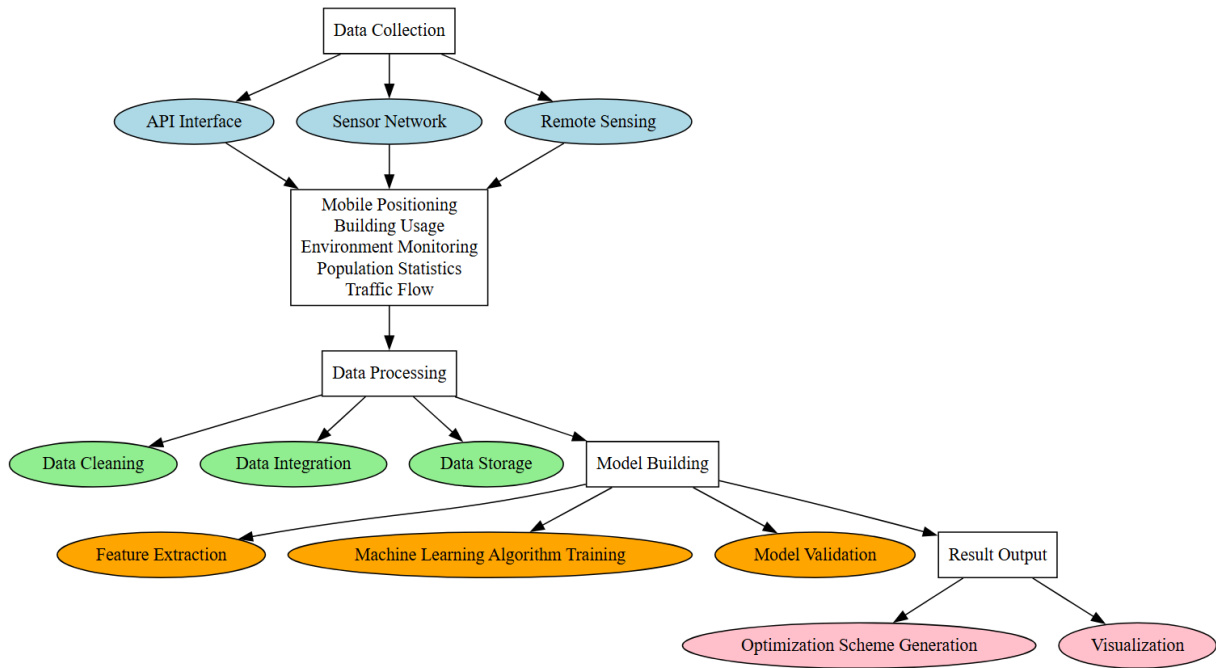 Data Collection
API Interface
Sensor Network
Remote Sensing
Mobile Positioning
Building Usage
Environment Monitoring
Population Statistics
Traffic Flow
Data Processing
Data Cleaning
Data Integration
Data Storage
Model Building
Feature Extraction
Machine Learning Algorithm Training
Model Validation
Result Output
Optimization Scheme Generation
Visualization